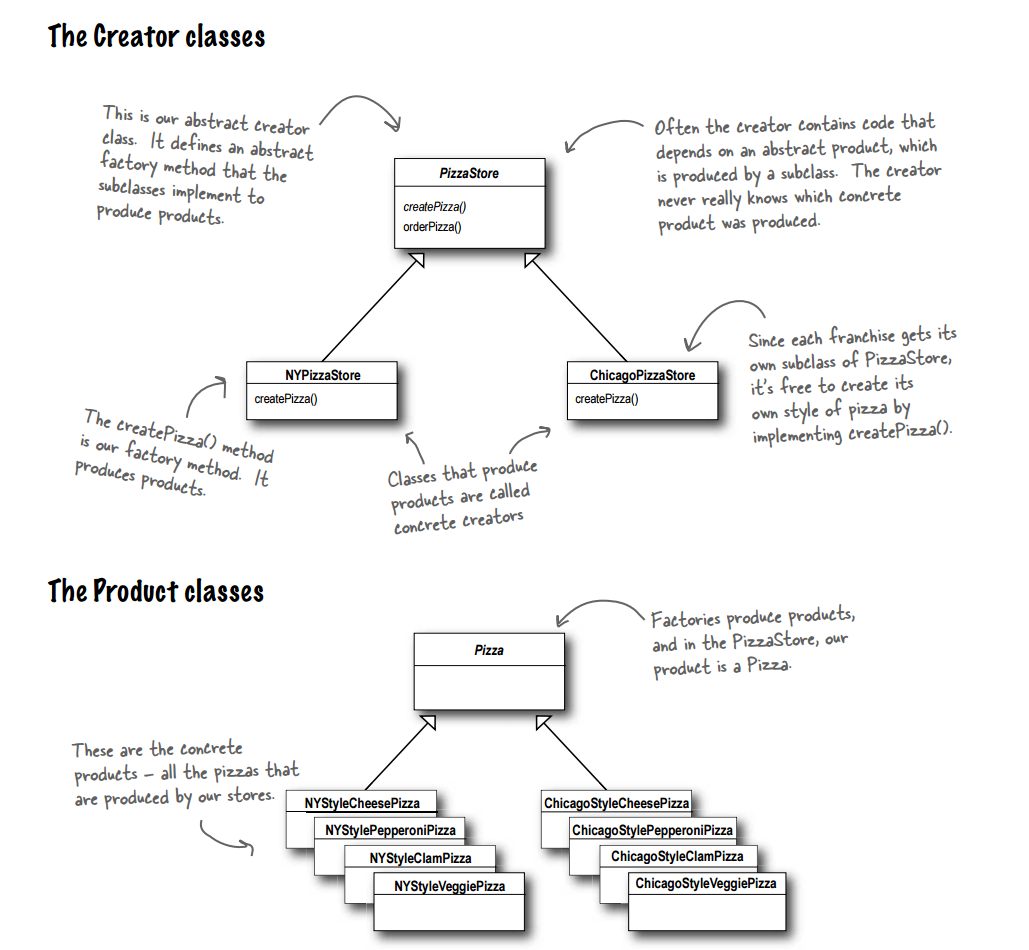 The Creator classes
This is our abstract creator
class. It defines an abstract
factory method that the
subclasses implement to
produce products.
Often the creator contains code that
depends on an abstract product, which
is produced by a subclass. The creator
never really knows which concrete
product was produced.
PizzaStore
createPizza()
orderPizza()
NYPizzaStore
createPizza()
ChicagoPizzaStore
createPizza()
Since each franchise gets its
own subclass of PizzaStore,
it's free to create its
own style of pizza by
implementing createPizza().
The createPizza() method
is our factory method. It
produces products.
Classes that produce
products are called
concrete creators
The Product classes
Factories produce products,
and in the PizzaStore, our
product is a Pizza.
Pizza
These are the concrete
products – all the pizzas that
are produced by our stores.
NYStyleCheesePizza
NYStylePepperoniPizza
NYStyleClamPizza
NYStyleVeggiePizza
ChicagoStyleCheesePizza
ChicagoStylePepperoniPizza
ChicagoStyleClamPizza
ChicagoStyleVeggiePizza